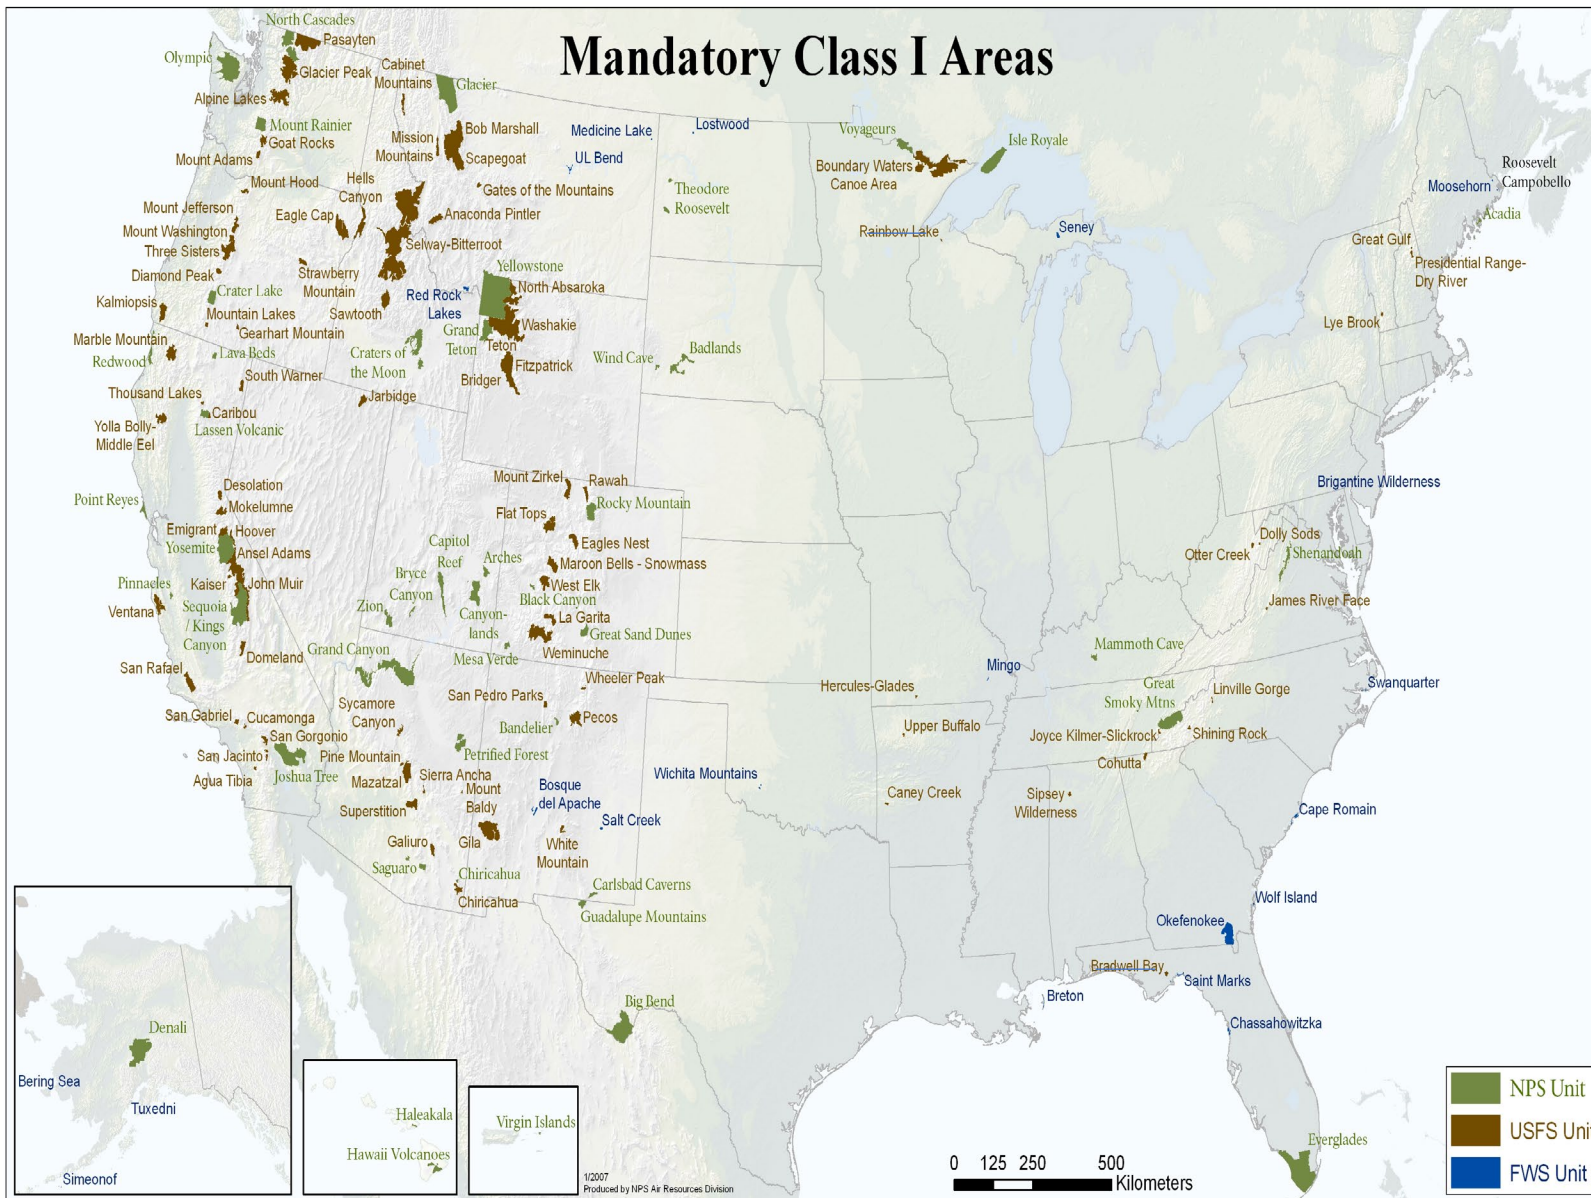 Mandatory Class I Areas
North Cascades
Pasayten
Olympic
Glacier Peak
Cabinet
Mountains
Glacier
Alpine Lakes
Mount Rainier
Goat Rocks
Mount Adams
Mission
Mountains
Bob Marshall
Scapegoat
Medicine Lake
Lostwood
UL Bend
Voyageurs
Isle Royale
Boundary Waters
Canoe Area
Roosevelt
Campobello
Moosehorn
Acadia
Mount Hood
Hells
Canyon
Gates of the Mountains
Theodore
Roosevelt
Mount Jefferson
Eagle Cap
Anaconda Pintler
Mount Washington
Three Sisters
Selway-Bitterroot
Rainbow Lake
Seney
Great Gulf
Presidential Range-
Dry River
Diamond Peak
Strawberry
Mountain
Yellowstone
North Absaroka
Crater Lake
Kalmiopsis
Mountain Lakes
Sawtooth
Red Rock
Lakes
Gearhart Mountain
Grand
Teton
Washakie
Teton
Lye Brook
Marble Mountain
Redwood
Lava Beds
Craters of
the Moon
Fitzpatrick
Bridger
Wind Cave
Badlands
South Warner
Thousand Lakes
Jarbidge
Caribou
Lassen Volcanic
Yolla Bolly-
Middle Eel
Desolation
Mount Zirkel
Rawah
Point Reyes
Mokelumne
Rocky Mountain
Brigantine Wilderness
Emigrant
Hoover
Flat Tops
Yosemite
Ansel Adams
Capitol
Reef
Arches
Eagles Nest
Dolly Sods
Otter Creek
Shenandoah
Pinnacles
Kaiser
John Muir
Bryce
Canyon
Maroon Bells - Snowmass
West Elk
Black Canyon
Ventana
Sequoia
/ Kings
Canyon
Zion
Canyon-
lands
La Garita
James River Face
Great Sand Dunes
Domeland
Grand Canyon
Mesa Verde
Weminuche
Mammoth Cave
San Rafael
Wheeler Peak
Mingo
San Pedro Parks
Hercules-Glades
Great
Smoky Mtns
Linville Gorge
Swanquarter
Sycamore
Canyon
San Gabriel
Cucamonga
Bandelier
Pecos
Upper Buffalo
Joyce Kilmer-Slickrock
Shining Rock
San Gorgonio
San Jacinto
Pine Mountain
Petrified Forest
Cohutta
Agua Tibia
Joshua Tree
Mazatzal
Sierra Ancha
Mount
Baldy
Bosque
del Apache
Wichita Mountains
Caney Creek
Sipsey
Wilderness
Superstition
Salt Creek
Cape Romain
Galiuro
Gila
White
Mountain
Saguaro
Chiricahua
Chiricahua
Carlsbad Caverns
Guadalupe Mountains
Wolf Island
Okefenokee
Bradwell Bay
Saint Marks
Breton
Big Bend
Chassahowitzka
Denali
Bering Sea
Tuxedni
Simeonof
Haleakala
Hawaii Volcanoes
Virgin Islands
Everglades
1/2007
Produced by NPS Air Resources Division
0 125 250 500
Kilometers
NPS Unit
USFS Unit
FWS Unit